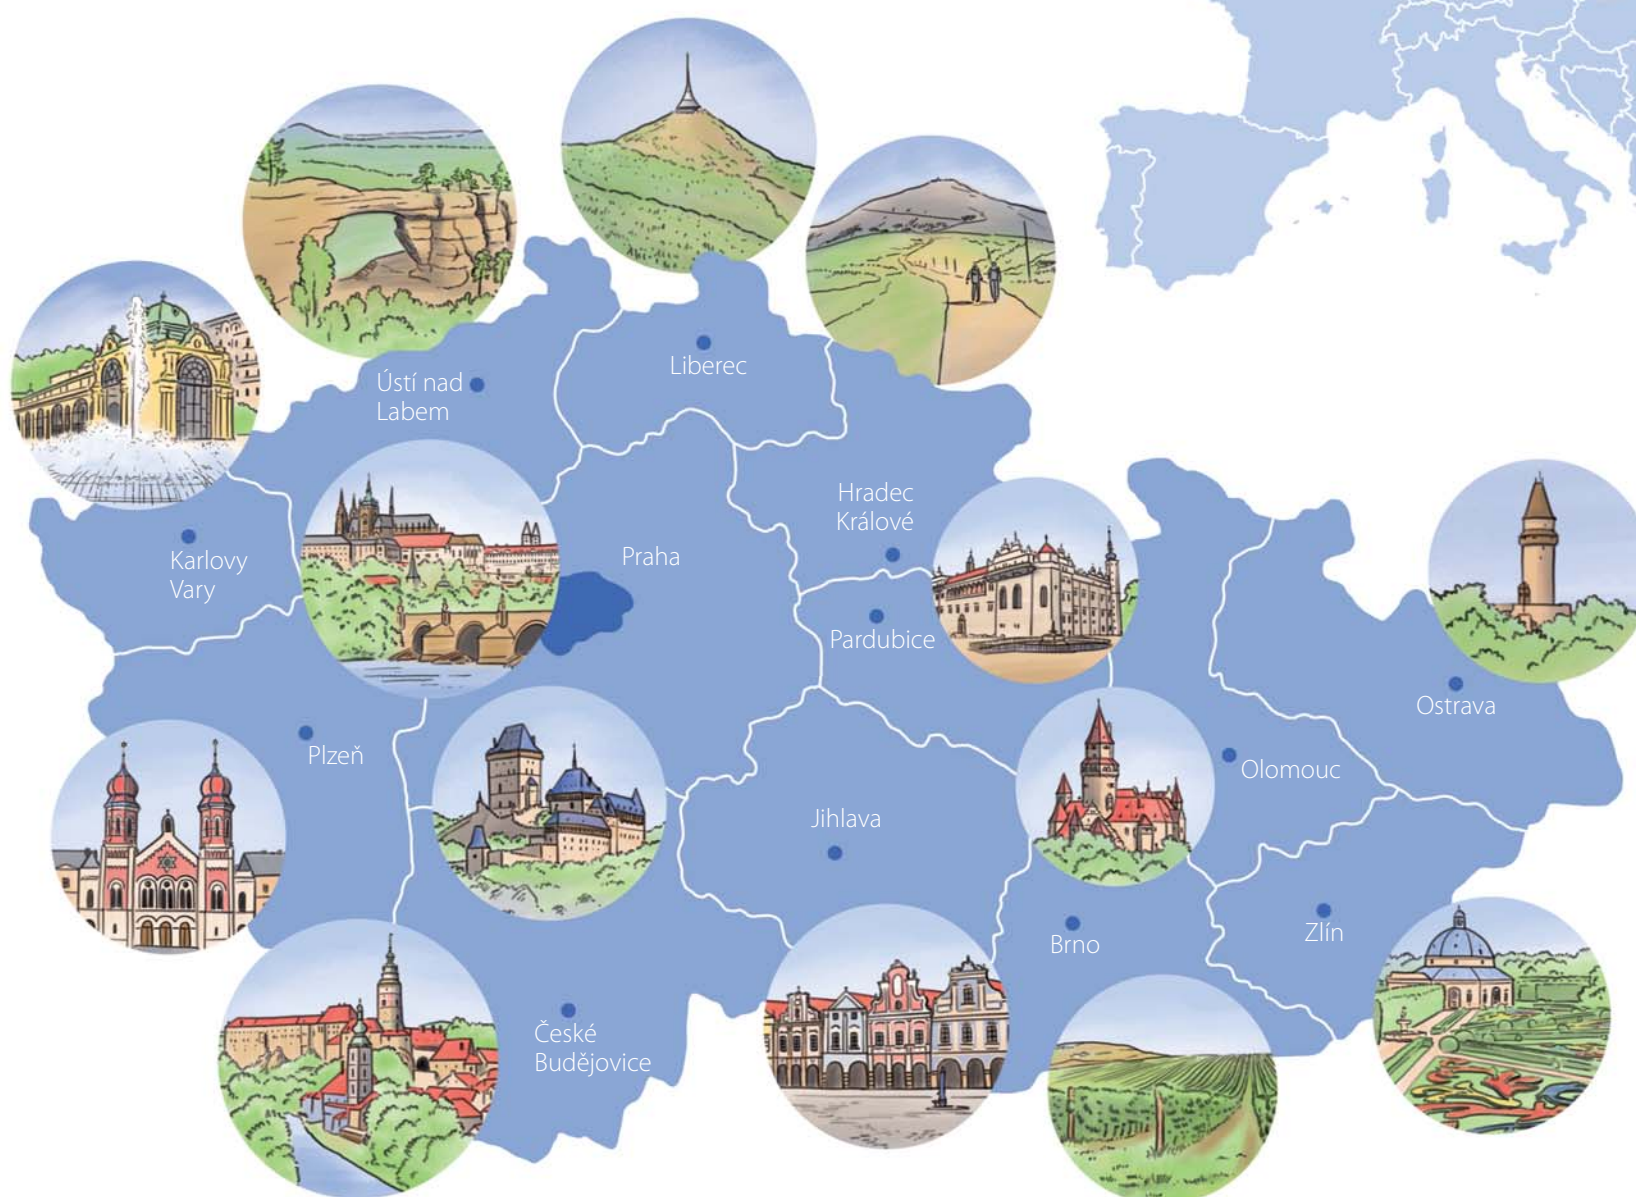 Liberec
Ústí nad
Labem
Hradec
Králové
Karlovy
Vary
Praha
Pardubice
Ostrava
Plzeň
Olomouc
Jihlava
Brno
Zlín
České
Budějovice